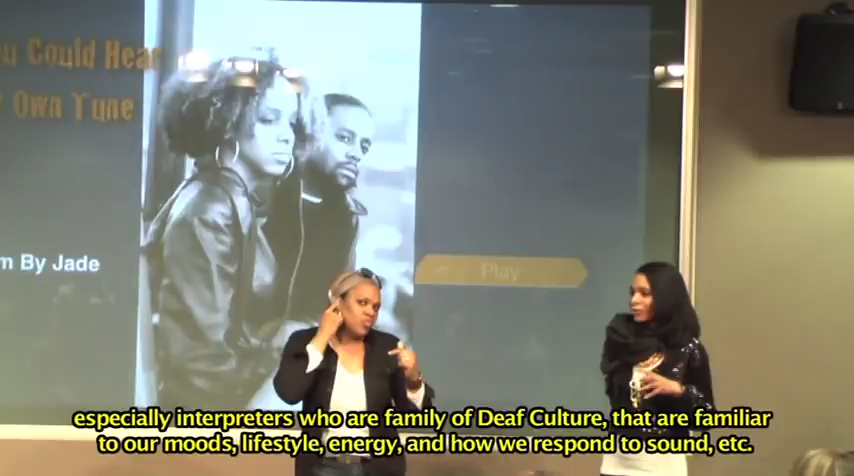 ou Could Hear
r Own Tune
m By Jade
Play
especially interpreters who are family of Deaf Culture, that are familiar
to our moods, lifestyle, energy, and how we respond to sound, etc.